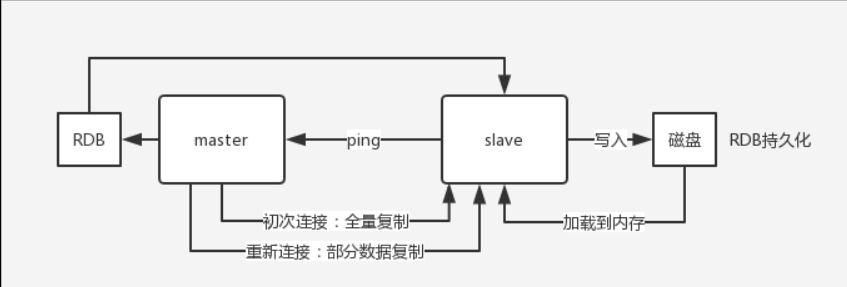 RDB
master
ping
slave
写入
磁盘
RDB持久化
初次连接：全量复制
加载到内存
重新连接：部分数据复制